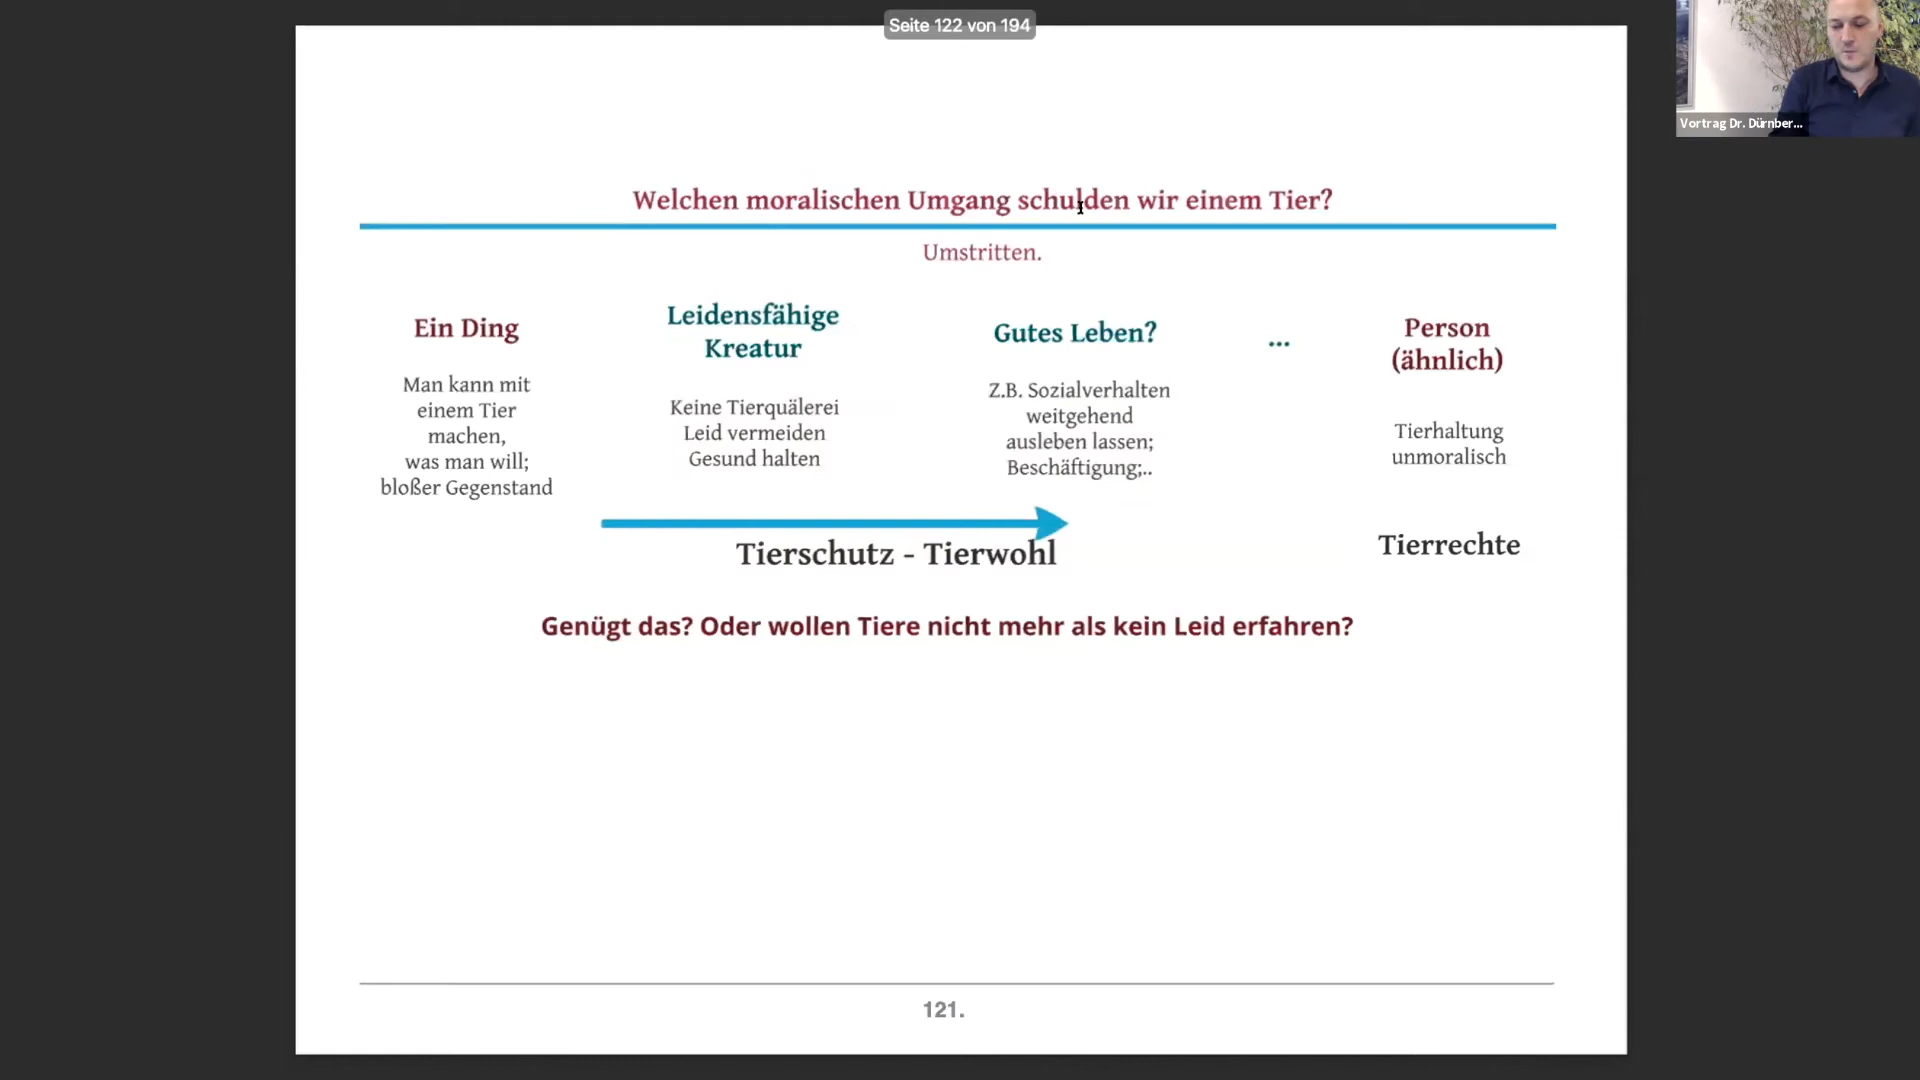 Seite 122 von 194
Vortrag Dr. Dürnber...
Welchen moralischen Umgang schulden wir einem Tier?
Umstritten.
Ein Ding
Man kann mit
einem Tier
machen,
was man will;
bloßer Gegenstand
Leidensfähige
Kreatur
Keine Tierquälerei
Leid vermeiden
Gesund halten
Gutes Leben?
Z.B. Sozialverhalten
weitgehend
ausleben lassen;
Beschäftigung;..
...
Person
(ähnlich)
Tierhaltung
unmoralisch
Tierschutz - Tierwohl
Tierrechte
Genügt das? Oder wollen Tiere nicht mehr als kein Leid erfahren?
121.